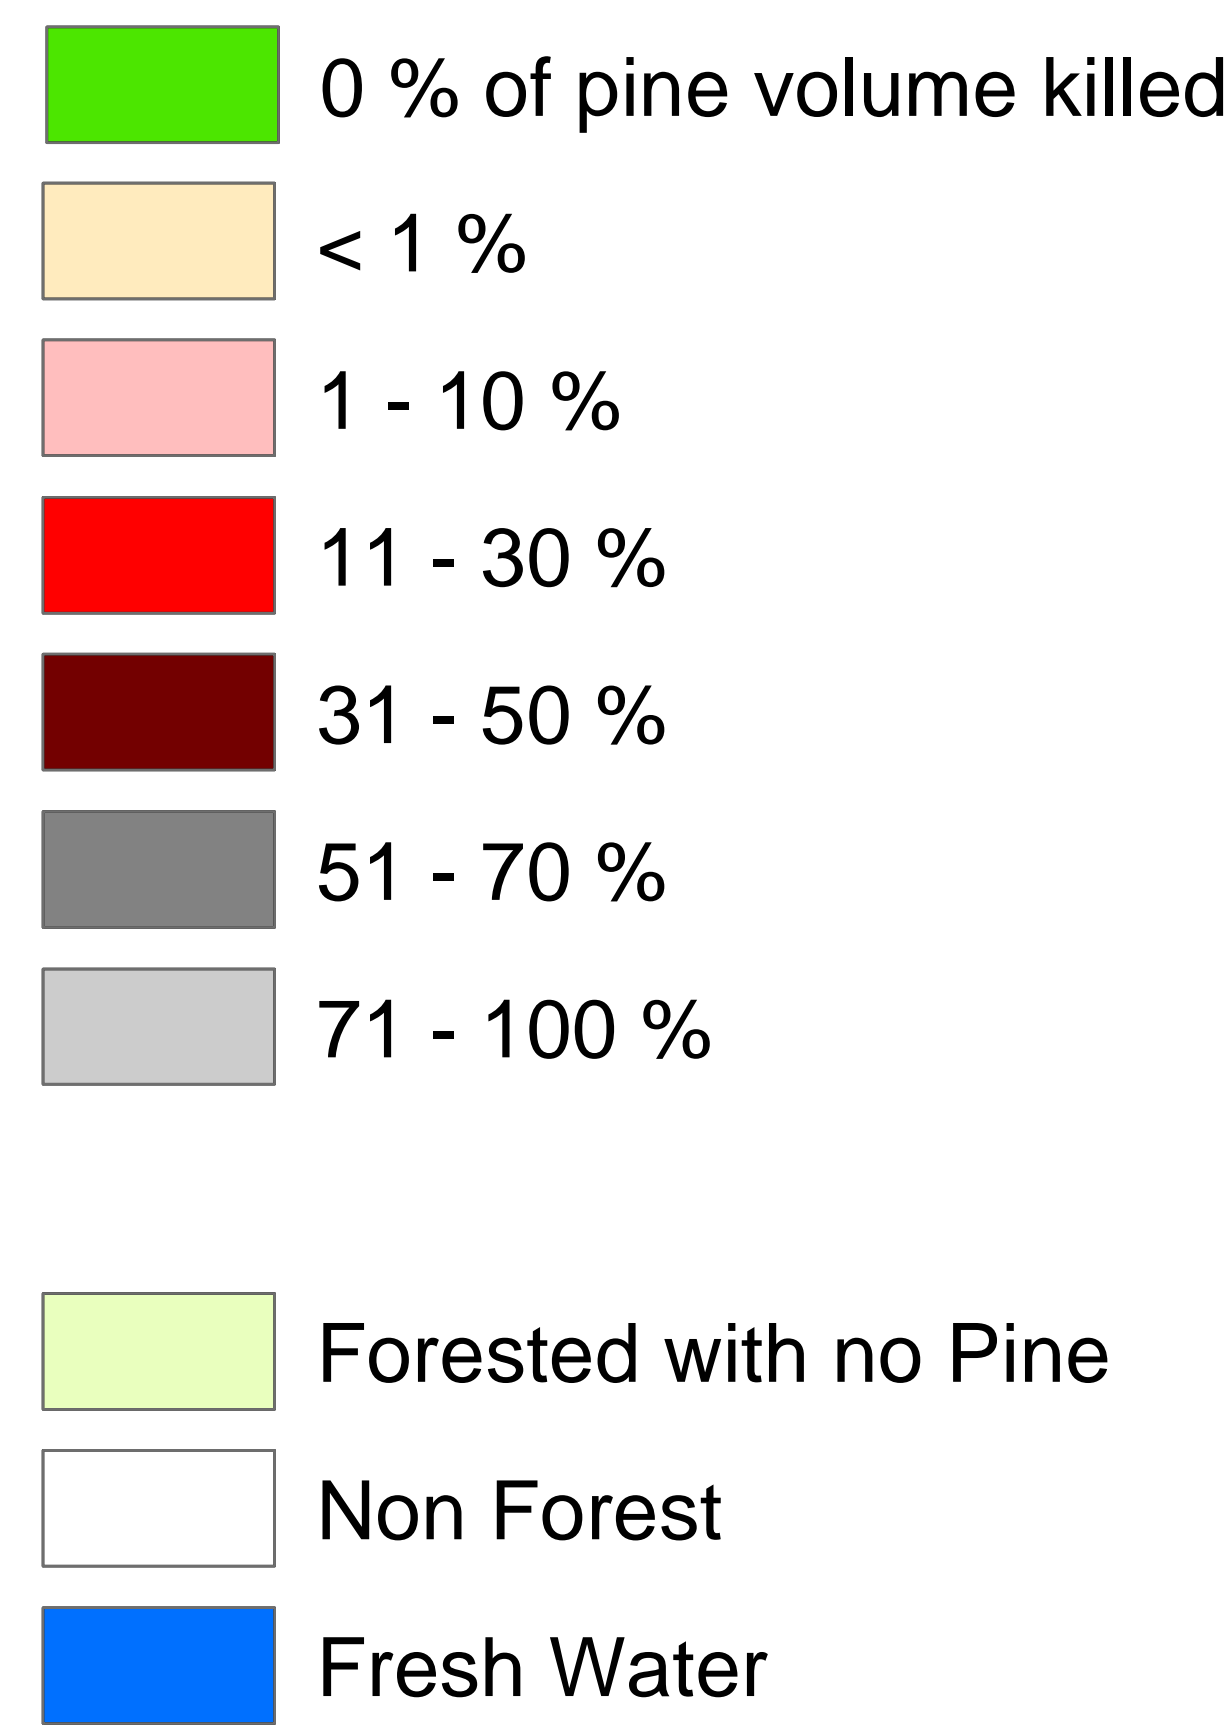 0 % of pine volume killed
< 1 %
1 - 10 %
11 - 30 %
31 - 50 %
51 - 70 %
71 - 100 %
Forested with no Pine
Non Forest
Fresh Water